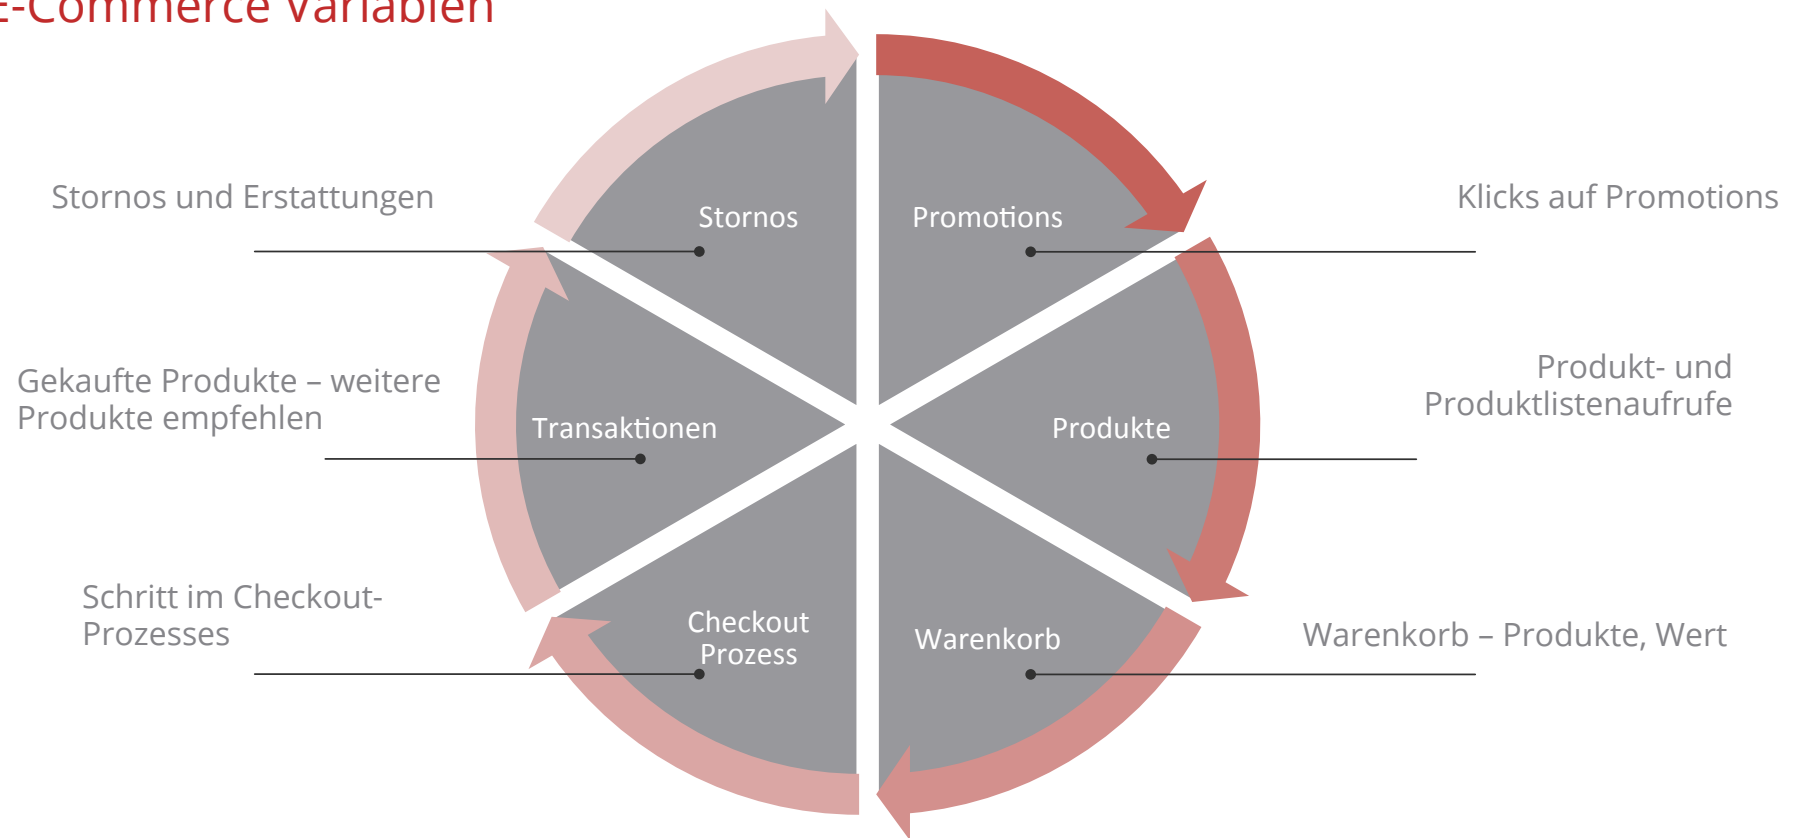 E-Commerce Variablen
Stornos und Erstattungen
Stornos
Promotions
Klicks auf Promotions
Gekaufte Produkte – weitere
Produkte empfehlen
Transaktionen
Produkte
Produkt- und
Produktlistenaufrufe
Schritt im Checkout-
Prozesses
Checkout
Prozess
Warenkorb
Warenkorb – Produkte, Wert